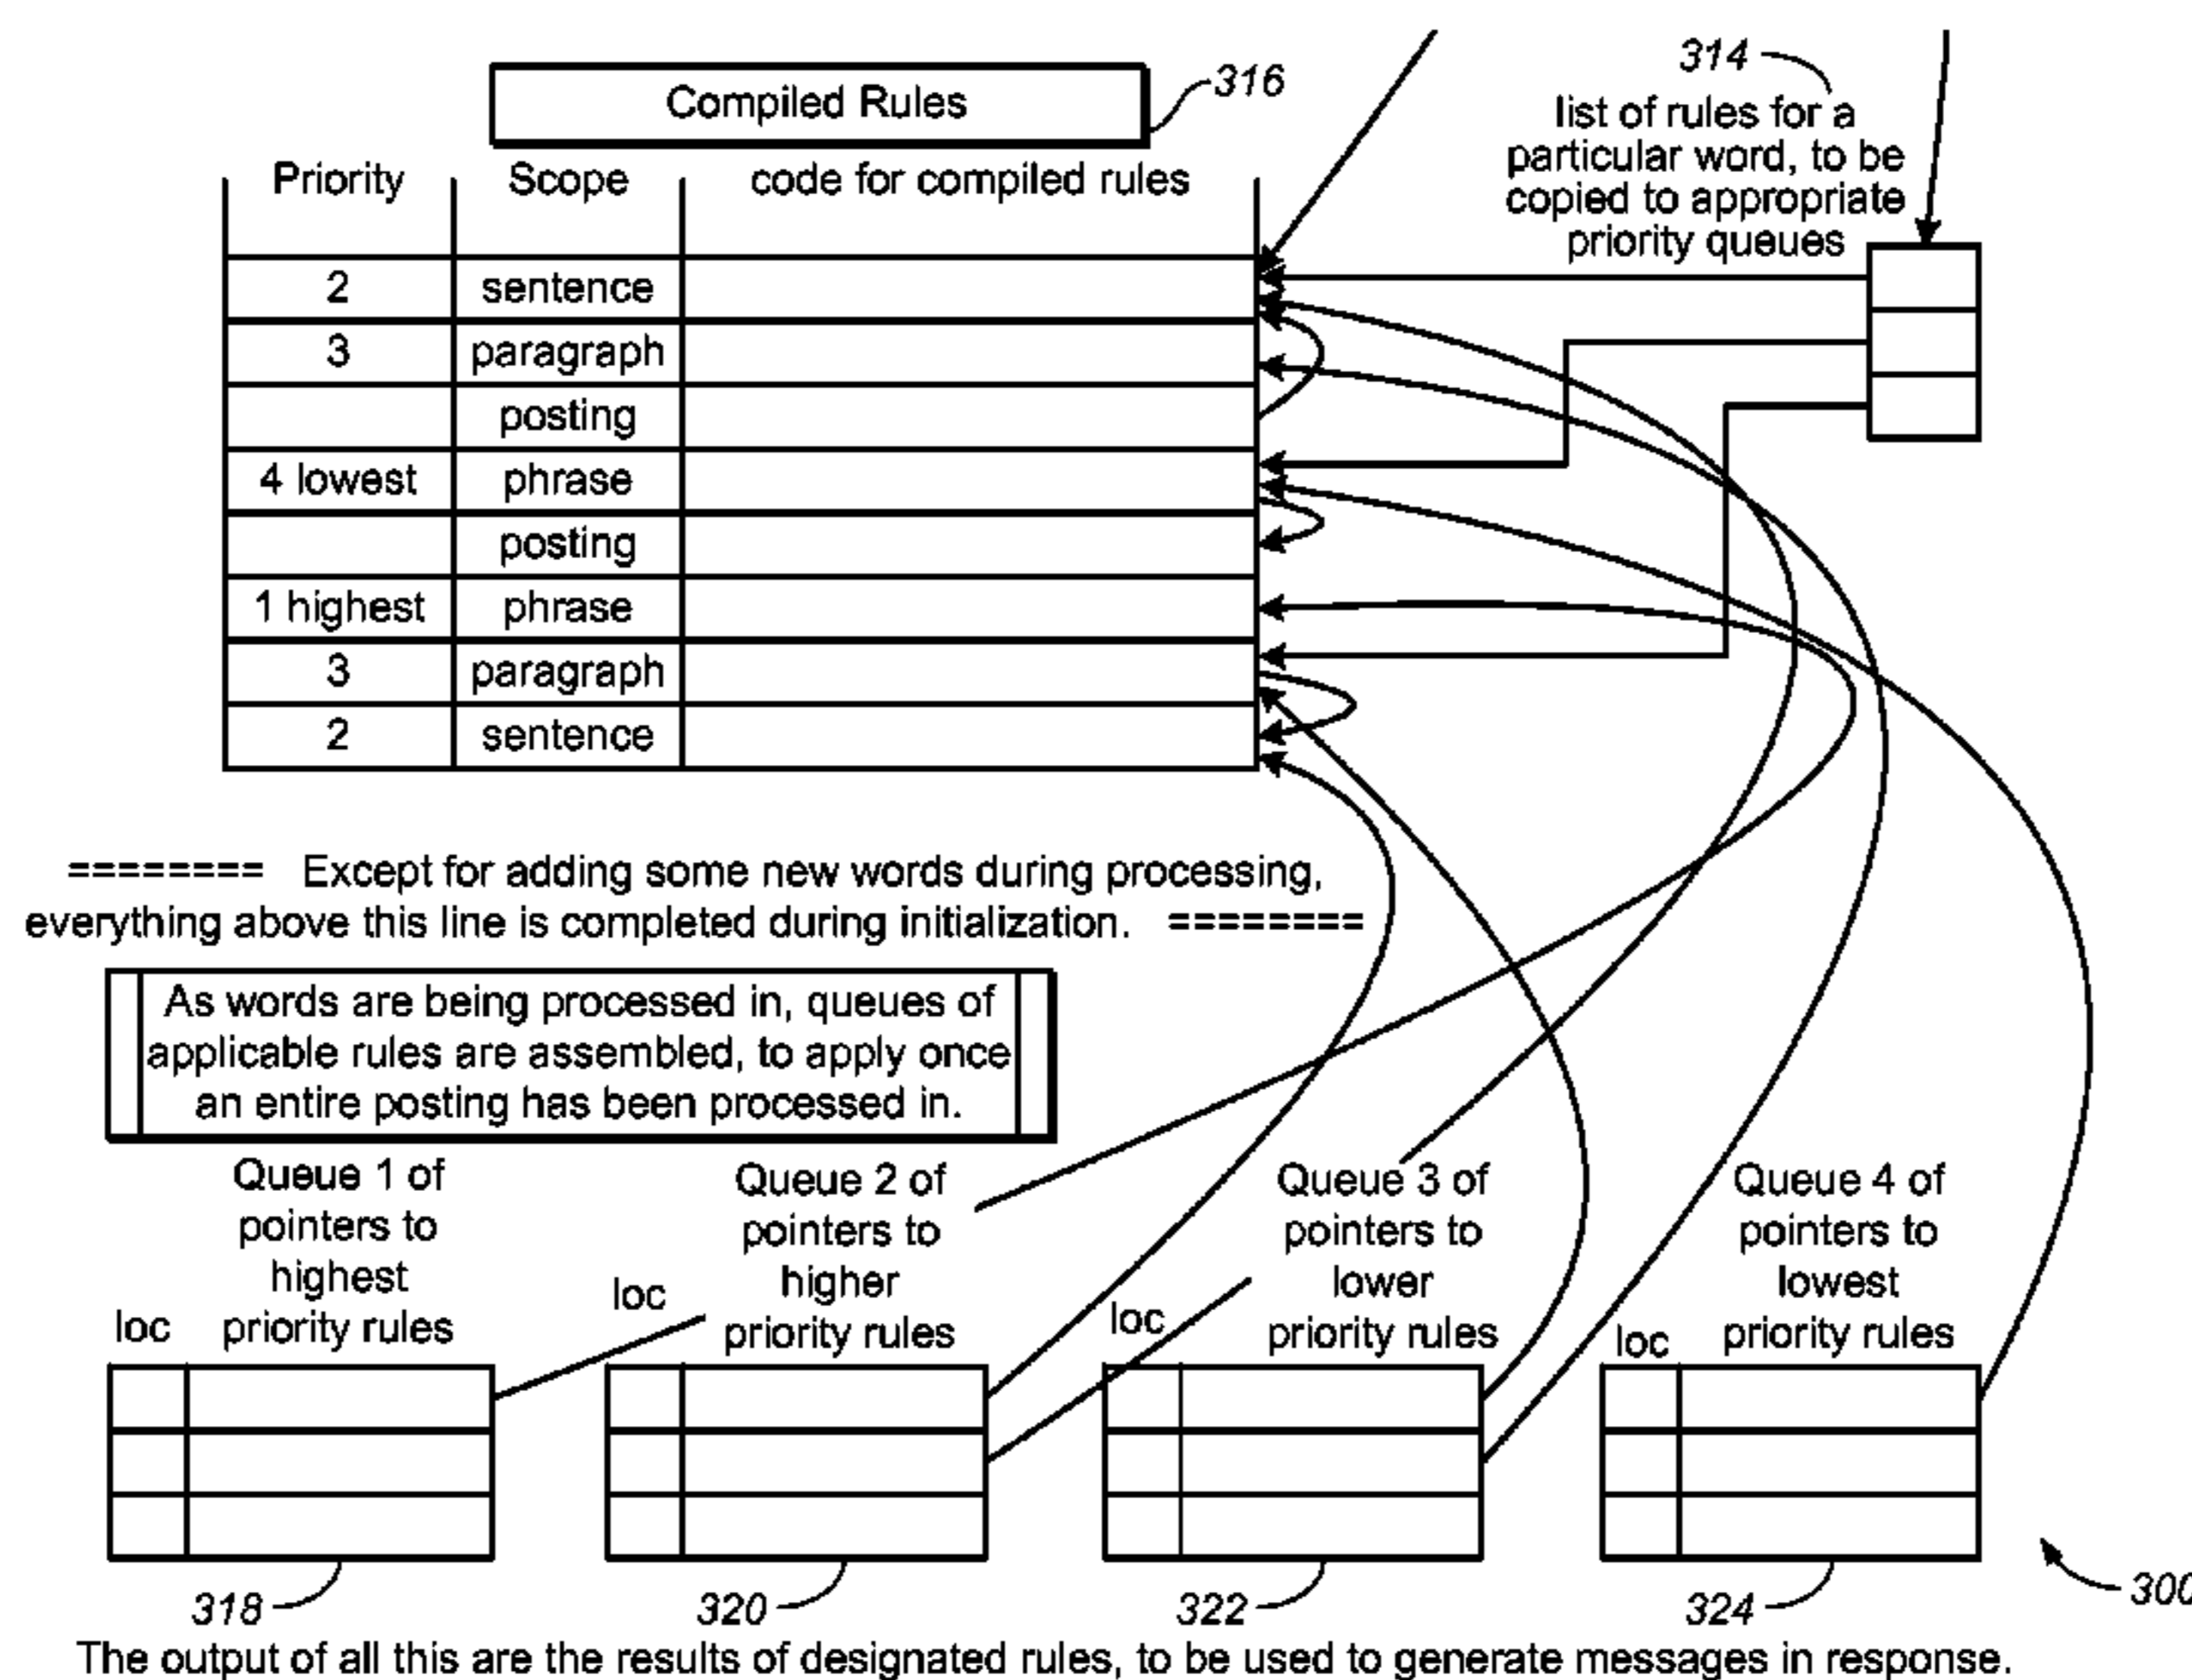 314
Compiled Rules
316
list of rules for a
particular word, to be
copied to appropriate
priority queues
Priority Scope code for compiled rules
2 sentence
3 paragraph
posting
4 lowest phrase
posting
1 highest phrase
3 paragraph
2 sentence
======== Except for adding some new words during processing,
everything above this line is completed during initialization. ========
As words are being processed in, queues of
applicable rules are assembled, to apply once
an entire posting has been processed in.
Queue 1 of
pointers to
highest
priority rules
loc
Queue 2 of
pointers to
higher
priority rules
loc
Queue 3 of
pointers to
lower
priority rules
loc
Queue 4 of
pointers to
lowest
priority rules
loc
318
320
322
324
300
The output of all this are the results of designated rules, to be used to generate messages in response.